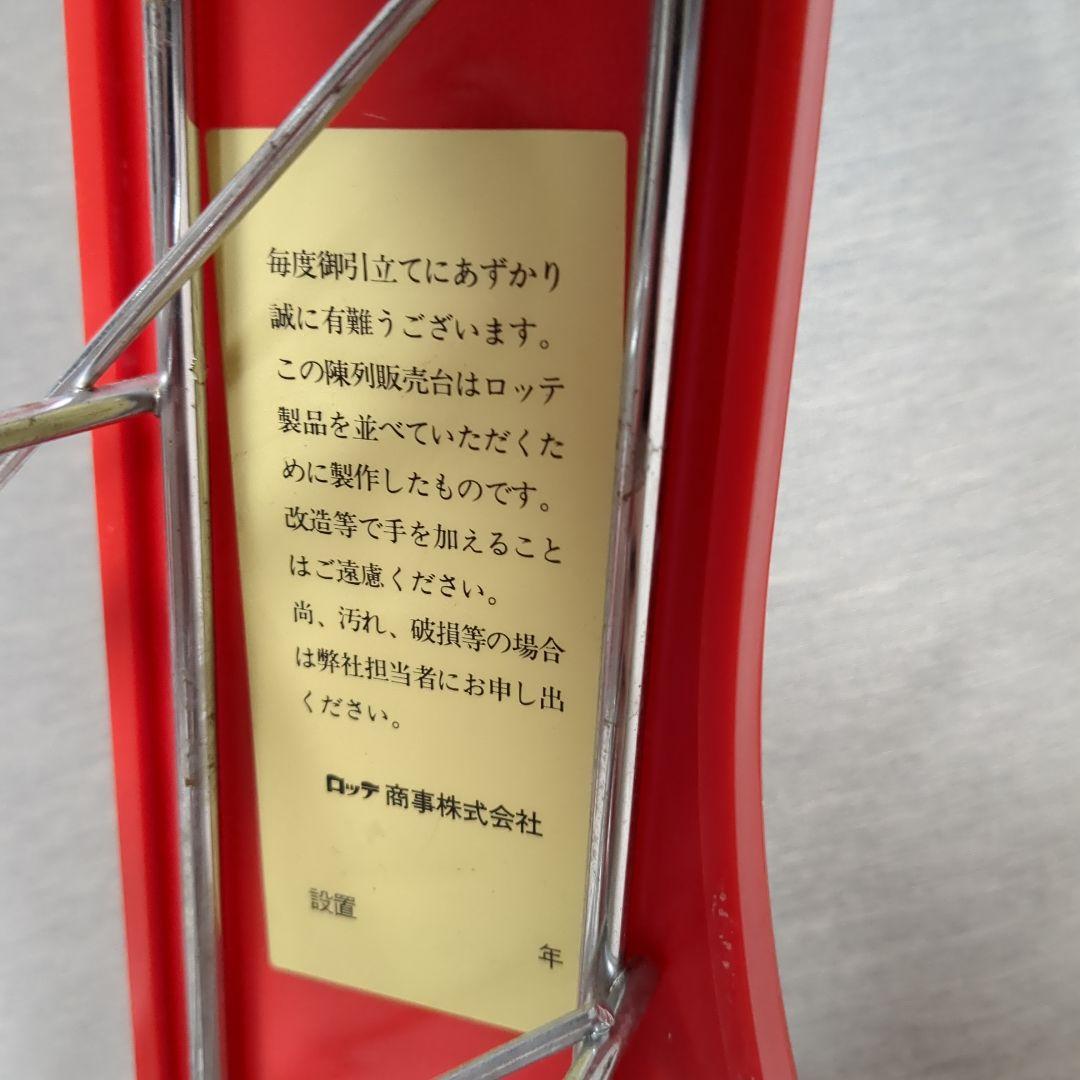 毎度御引立てにあずかり
誠に有難うございます。
この陳列販売台はロッテ
製品を並べていただくた
めに製作したものです。
改造等で手を加えること
はご遠慮ください。
尚、汚れ、破損等の場合
は弊社担当者にお申し出
ください。
ロッテ商事株式会社
設置
年